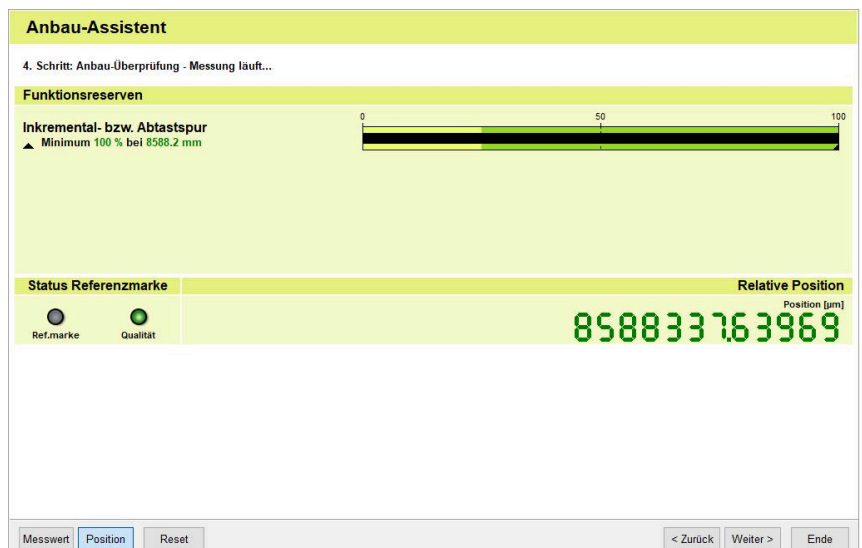 Anbau-Assistent
4. Schritt: Anbau-Überprüfung - Messung läuft...
Funktionsreserven
0 50 100
Inkremental- bzw. Abtastspur
Minimum 100 % bei 8588.2 mm
Status Referenzmarke Relative Position
Position [µm]
8588337.63969
Ref.marke Qualität
Messwert Position Reset < Zurück Weiter > Ende